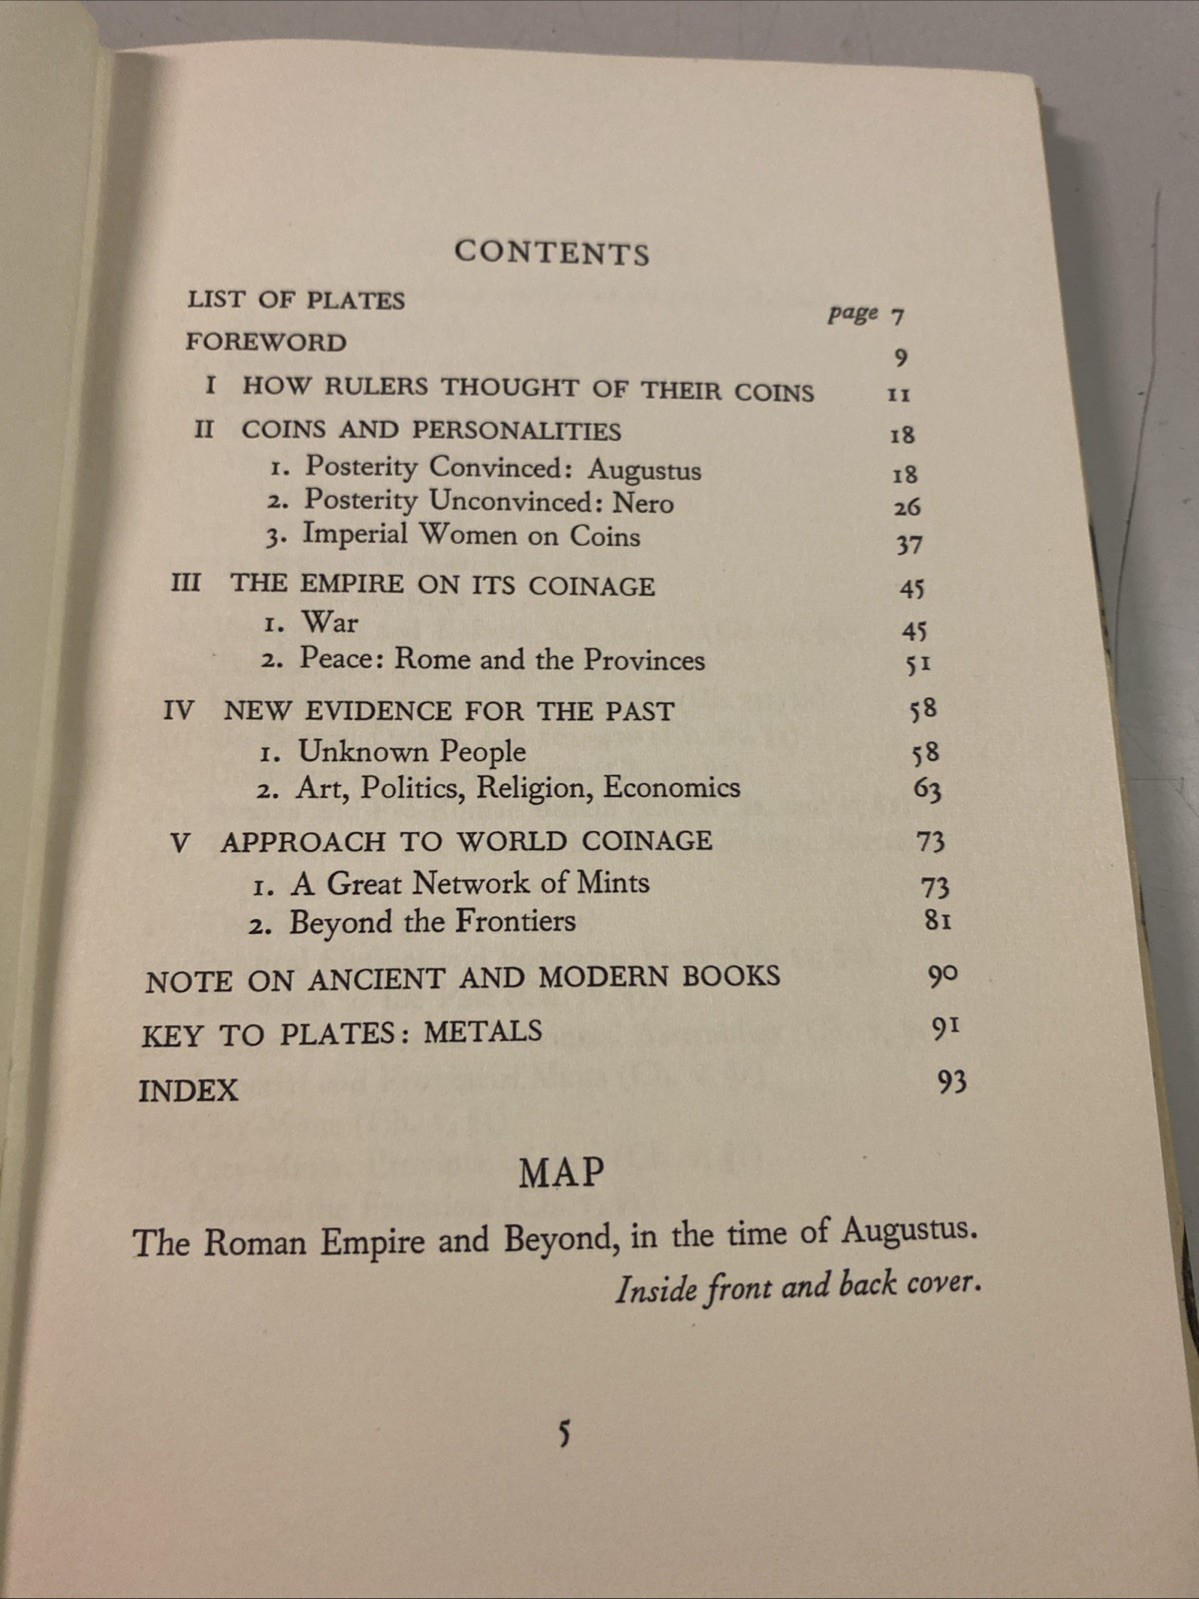 CONTENTS
LIST OF PLATES page 7
FOREWORD 9
I HOW RULERS THOUGHT OF THEIR COINS 11
II COINS AND PERSONALITIES 18
1. Posterity Convinced: Augustus 18
2. Posterity Unconvinced: Nero 26
3. Imperial Women on Coins 37
III THE EMPIRE ON ITS COINAGE 45
1. War 45
2. Peace: Rome and the Provinces 51
IV NEW EVIDENCE FOR THE PAST 58
1. Unknown People 58
2. Art, Politics, Religion, Economics 63
V APPROACH TO WORLD COINAGE 73
1. A Great Network of Mints 73
2. Beyond the Frontiers 81
NOTE ON ANCIENT AND MODERN BOOKS 90
KEY TO PLATES: METALS 91
INDEX 93
MAP
The Roman Empire and Beyond, in the time of Augustus.
Inside front and back cover.
5